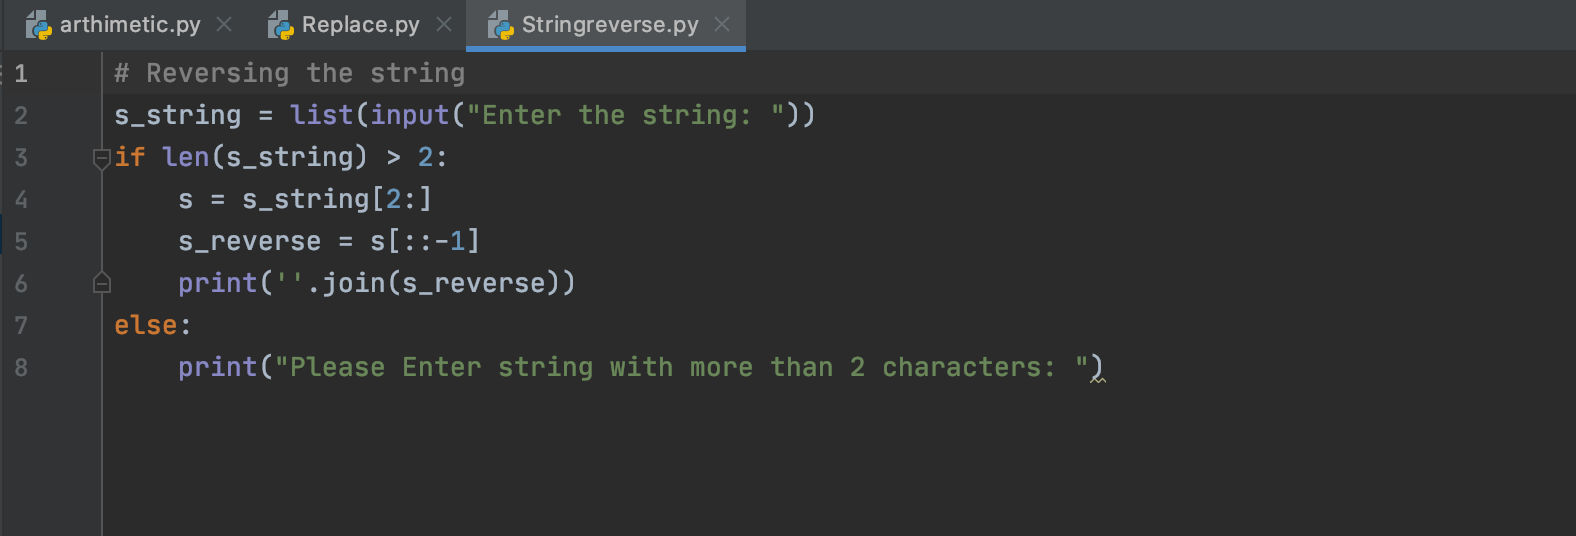 arthimetic.py Replace.py Stringreverse.py
1 # Reversing the string
2 s_string = list(input("Enter the string: "))
3 if len(s_string) > 2:
4     s = s_string[2:]
5     s_reverse = s[::-1]
6     print(''.join(s_reverse))
7 else:
8     print("Please Enter string with more than 2 characters: ")